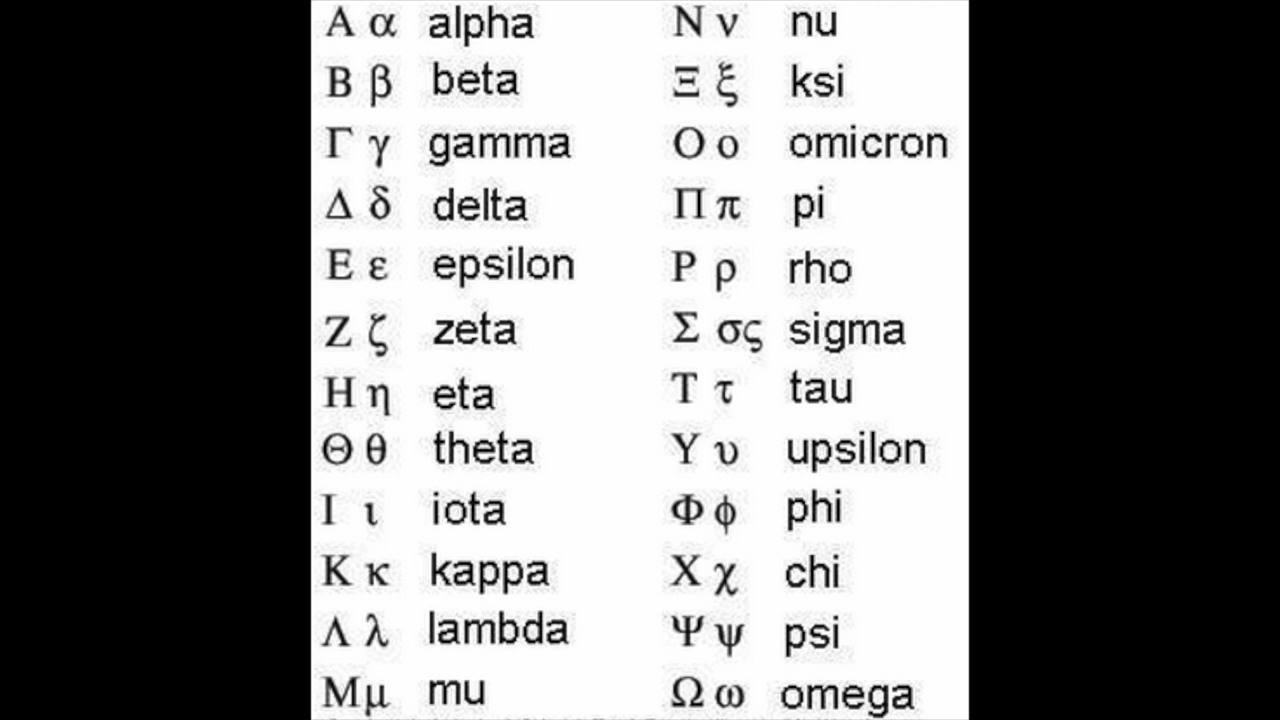 Α α alpha
Β β beta
Γ γ gamma
Δ δ delta
Ε ε epsilon
Ζ ζ zeta
Η η eta
Θ θ theta
Ι ι iota
Κ κ kappa
Λ λ lambda
Μ μ mu
Ν ν nu
Ξ ξ ksi
Ο ο omicron
Π π pi
Ρ ρ rho
Σ σς sigma
Τ τ tau
Υ υ upsilon
Φ ϕ phi
Χ χ chi
Ψ ψ psi
Ω ω omega